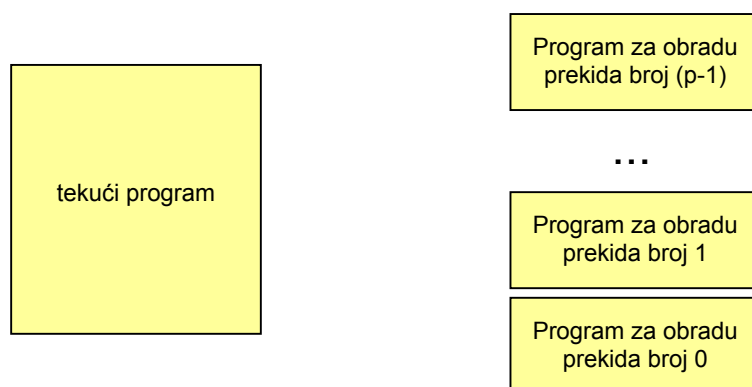 tekući program
Program za obradu
prekida broj (p-1)
...
Program za obradu
prekida broj 1
Program za obradu
prekida broj 0